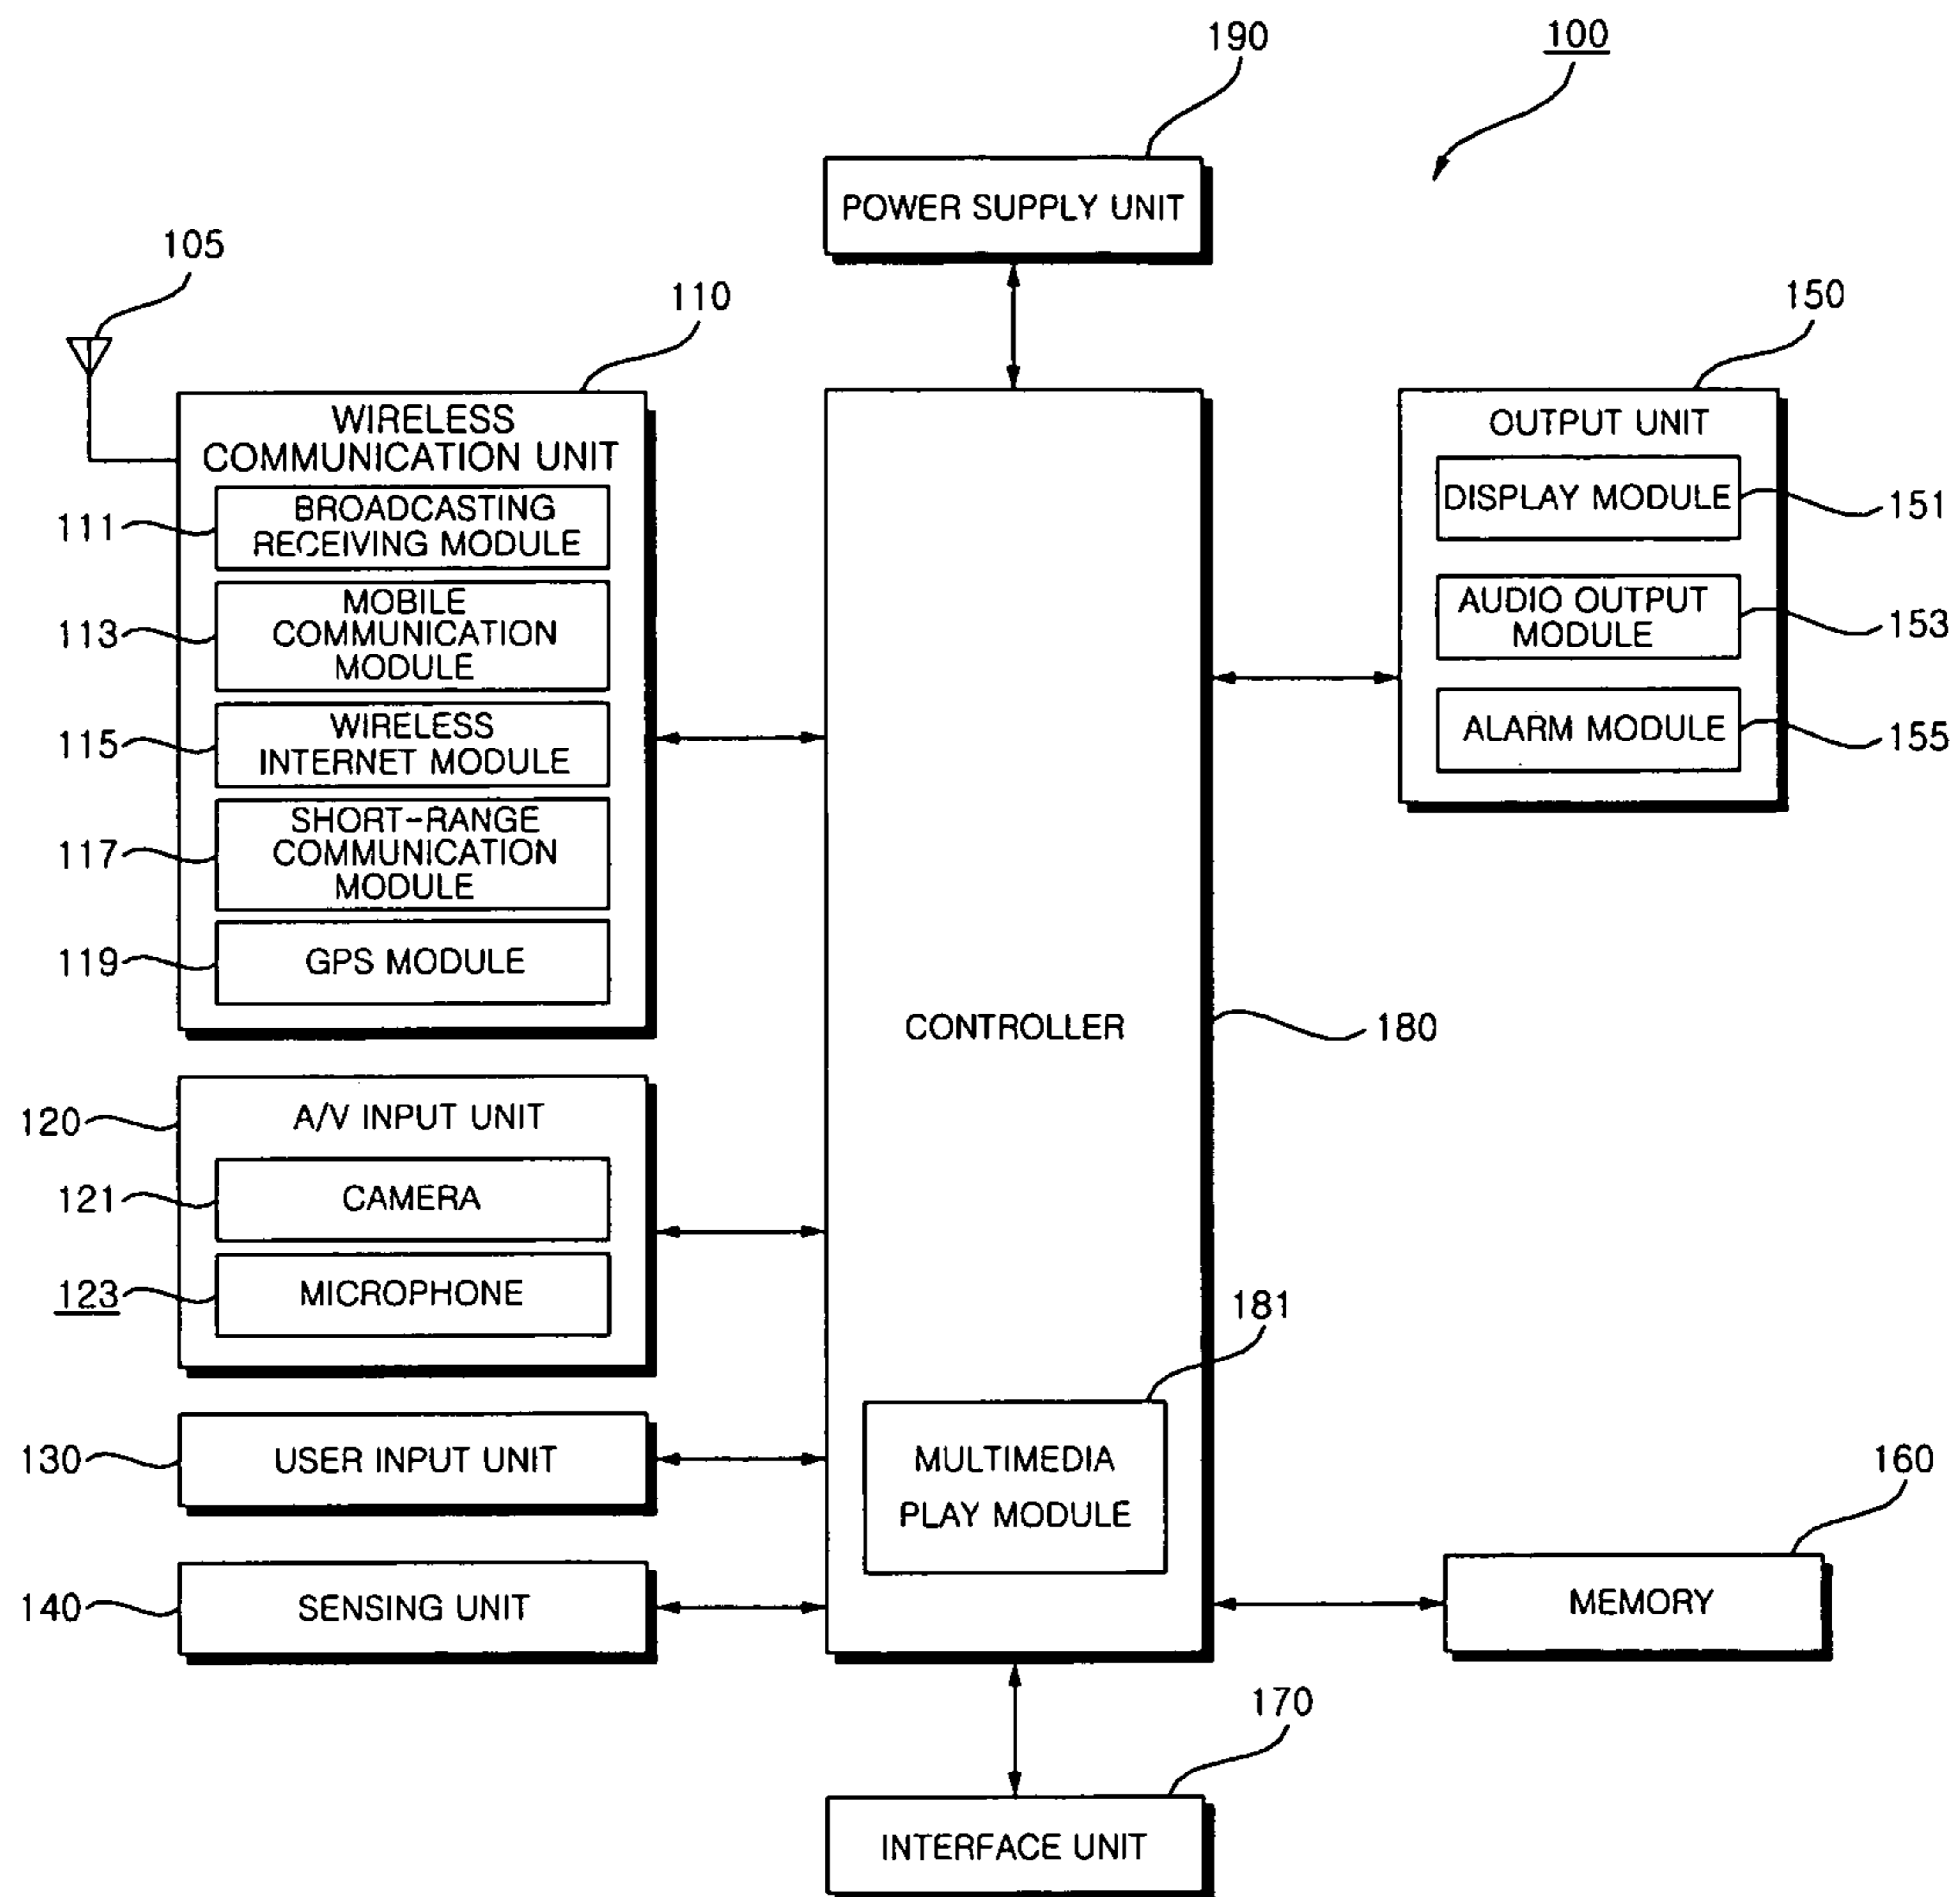 190
100
POWER SUPPLY UNIT
105
110
150
WIRELESS
COMMUNICATION UNIT
111
BROADCASTING
RECEIVING MODULE
113
MOBILE
COMMUNICATION
MODULE
115
WIRELESS
INTERNET MODULE
117
SHORT-RANGE
COMMUNICATION
MODULE
119
GPS MODULE
OUTPUT UNIT
DISPLAY MODULE
151
AUDIO OUTPUT
MODULE
153
ALARM MODULE
155
CONTROLLER
180
120
A/V INPUT UNIT
121
CAMERA
123
MICROPHONE
181
MULTIMEDIA
PLAY MODULE
130
USER INPUT UNIT
140
SENSING UNIT
160
MEMORY
170
INTERFACE UNIT